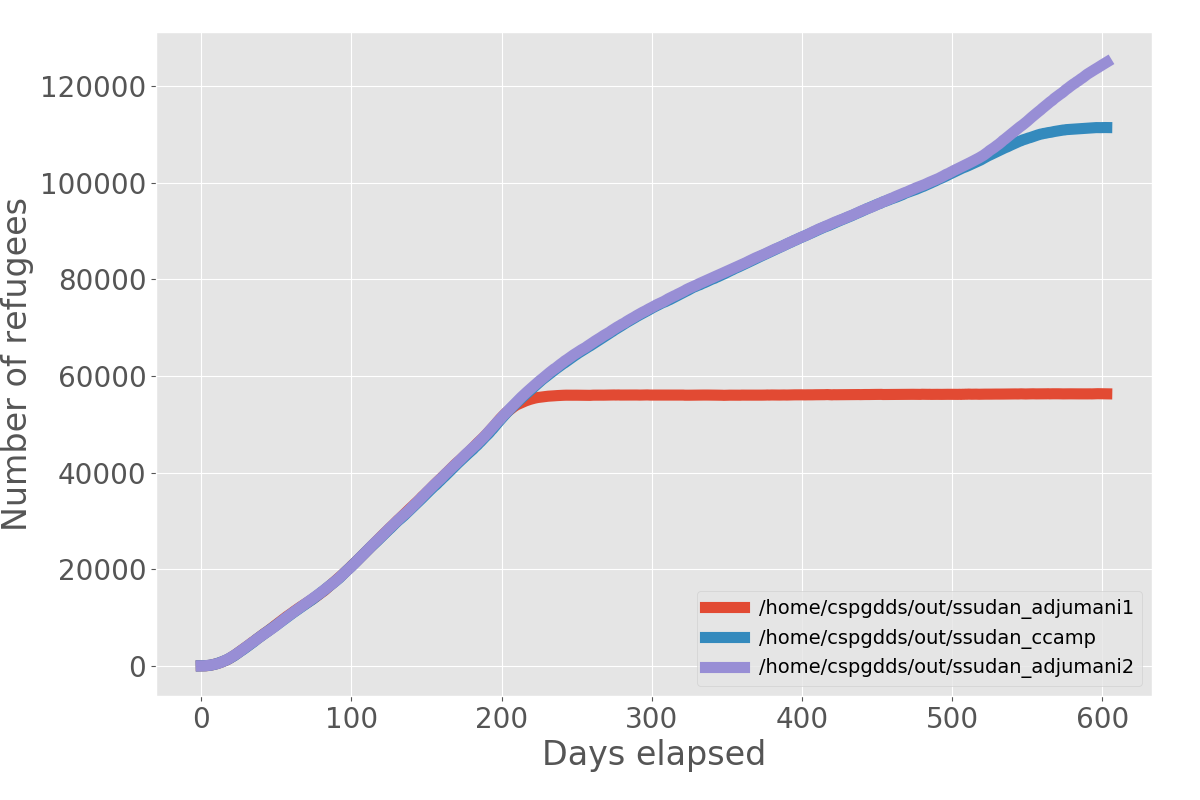 Number of refugees
120000
100000
80000
60000
40000
20000
0
/home/cspgdds/out/ssudan_adjumani1
/home/cspgdds/out/ssudan_ccamp
/home/cspgdds/out/ssudan_adjumani2
0 100 200 300 400 500 600
Days elapsed